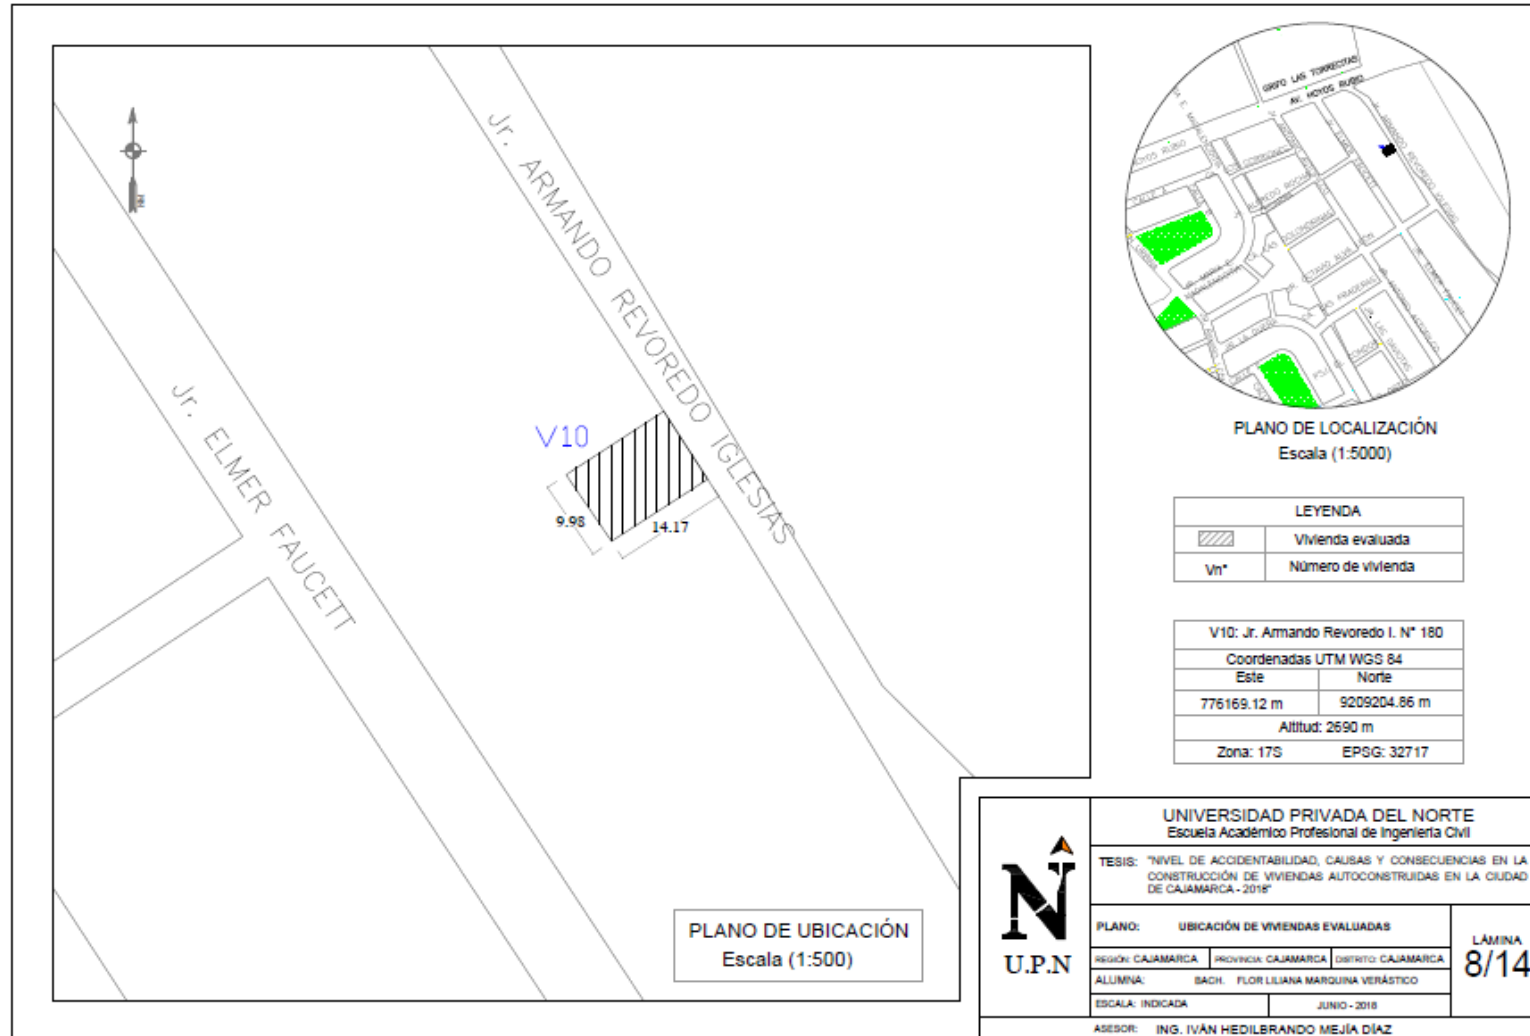 Jr. ARMANDO REVOREDO IGLESIAS
Jr. ELMER FAUCETT
V10
9.98
14.17
NM
PLANO DE UBICACIÓN
Escala (1:500)
GRIFO LAS TORRECITAS
AV. HOYOS RUBIO
PLANO DE LOCALIZACIÓN
Escala (1:5000)
LEYENDA
Vivienda evaluada
Vn°
Número de vivienda
V10: Jr. Armando Revoredo I. N° 180
Coordenadas UTM WGS 84
Este Norte
776169.12 m 9209204.86 m
Altitud: 2690 m
Zona: 17S EPSG: 32717
U.P.N
UNIVERSIDAD PRIVADA DEL NORTE
Escuela Académico Profesional de Ingeniería Civil
TESIS: "NIVEL DE ACCIDENTABILIDAD, CAUSAS Y CONSECUENCIAS EN LA
CONSTRUCCIÓN DE VIVIENDAS AUTOCONSTRUIDAS EN LA CIUDAD
DE CAJAMARCA - 2018"
PLANO: UBICACIÓN DE VIVIENDAS EVALUADAS
REGIÓN: CAJAMARCA PROVINCIA: CAJAMARCA DISTRITO: CAJAMARCA
ALUMNA: BACH. FLOR LILIANA MARQUINA VERÁSTICO
ESCALA: INDICADA JUNIO - 2018
LÁMINA
8/14
ASESOR: ING. IVÁN HEDILBRANDO MEJÍA DÍAZ